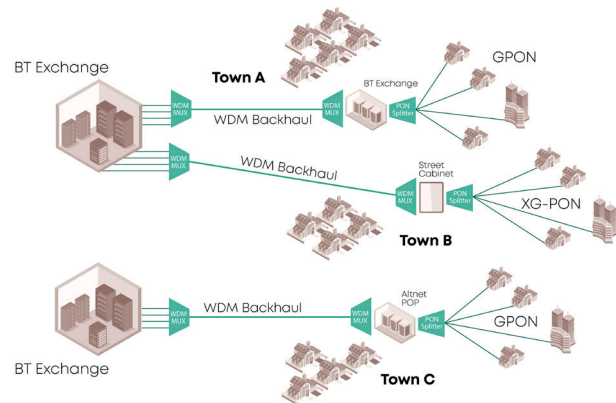 BT Exchange
Town A
WDM
MUX
WDM Backhaul
WDM
MUX
BT Exchange
PON
Splitter
GPON
WDM
MUX
WDM Backhaul
WDM
MUX
Street
Cabinet
PON
Splitter
XG-PON
Town B
BT Exchange
WDM
MUX
WDM Backhaul
WDM
MUX
Altnet
POP
PON
Splitter
GPON
Town C